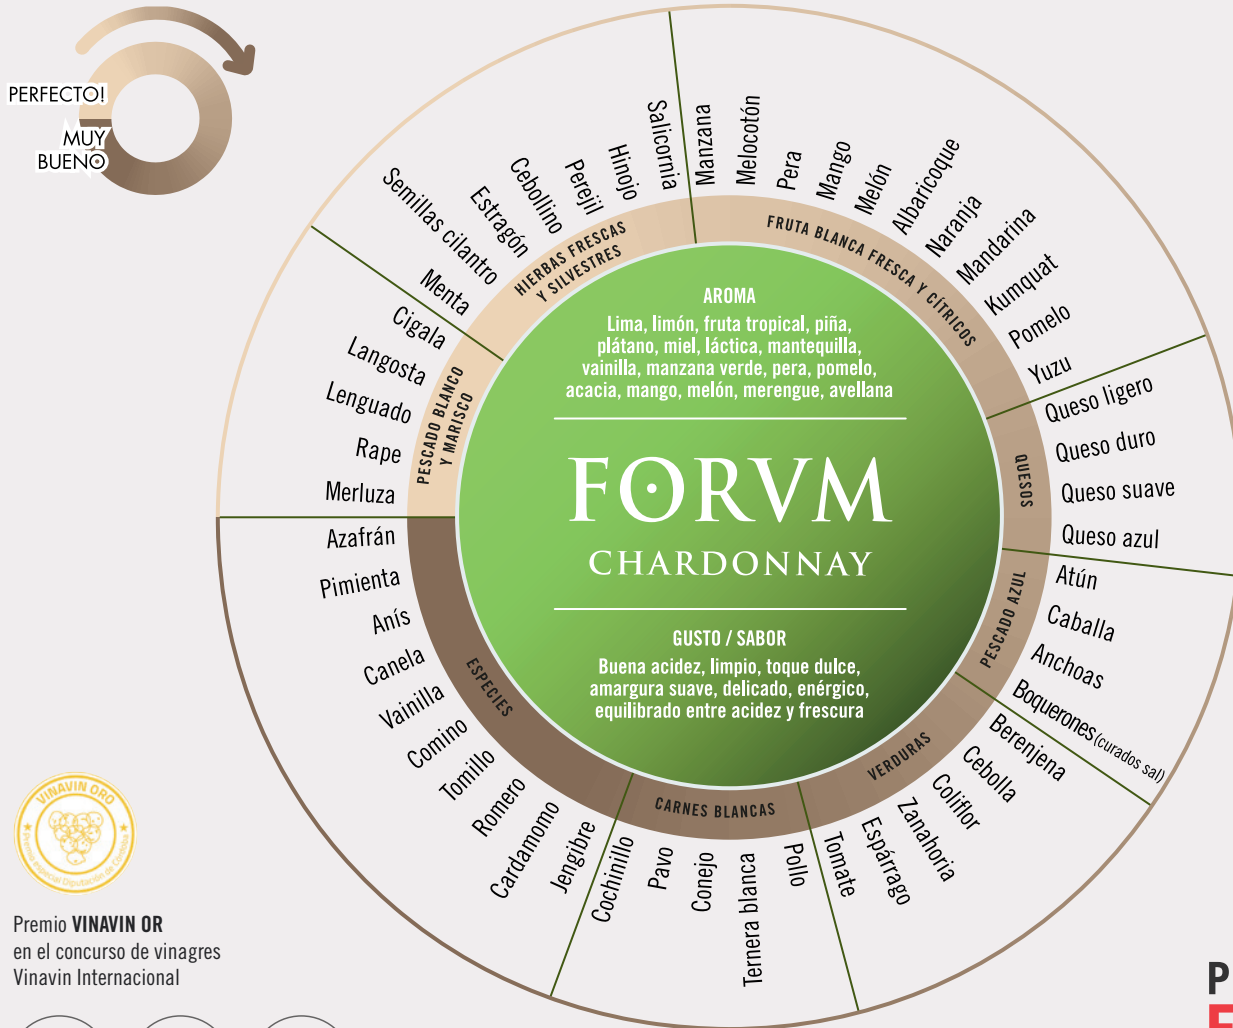 PERFECTO!
MUY
BUENO
PESCADO BLANCO
Y MARISCO
Merluza
Rape
Lenguado
Langosta
Cigala
HIERBAS FRESCAS
Y SILVESTRES
Menta
Semillas cilantro
Estragón
Cebollino
Perejil
Hinojo
Salicornia
FRUTA BLANCA FRESCA Y CÍTRICOS
Manzana
Melocotón
Pera
Mango
Melón
Albaricoque
Naranja
Mandarina
Kumquat
Pomelo
Yuzu
QUESOS
Queso ligero
Queso duro
Queso suave
Queso azul
PESCADO AZUL
Atún
Caballa
Anchoas
Boquerones (curados sal)
VERDURAS
Berenjena
Cebolla
Coliflor
Zanahoria
Espárrago
Tomate
CARNES BLANCAS
Pollo
Ternera blanca
Conejo
Pavo
Cochinillo
ESPECIES
Jengibre
Cardamomo
Romero
Tomillo
Comino
Vainilla
Canela
Anís
Pimienta
Azafrán
AROMA
Lima, limón, fruta tropical, piña,
plátano, miel, láctica, mantequilla,
vainilla, manzana verde, pera, pomelo,
acacia, mango, melón, merengue, avellana
FORVM
CHARDONNAY
GUSTO / SABOR
Buena acidez, limpio, toque dulce,
amargura suave, delicado, enérgico,
equilibrado entre acidez y frescura
VINAVIN ORO
Premio especial Diputación de Córdoba
Premio VINAVIN OR
en el concurso de vinagres
Vinavin Internacional
P